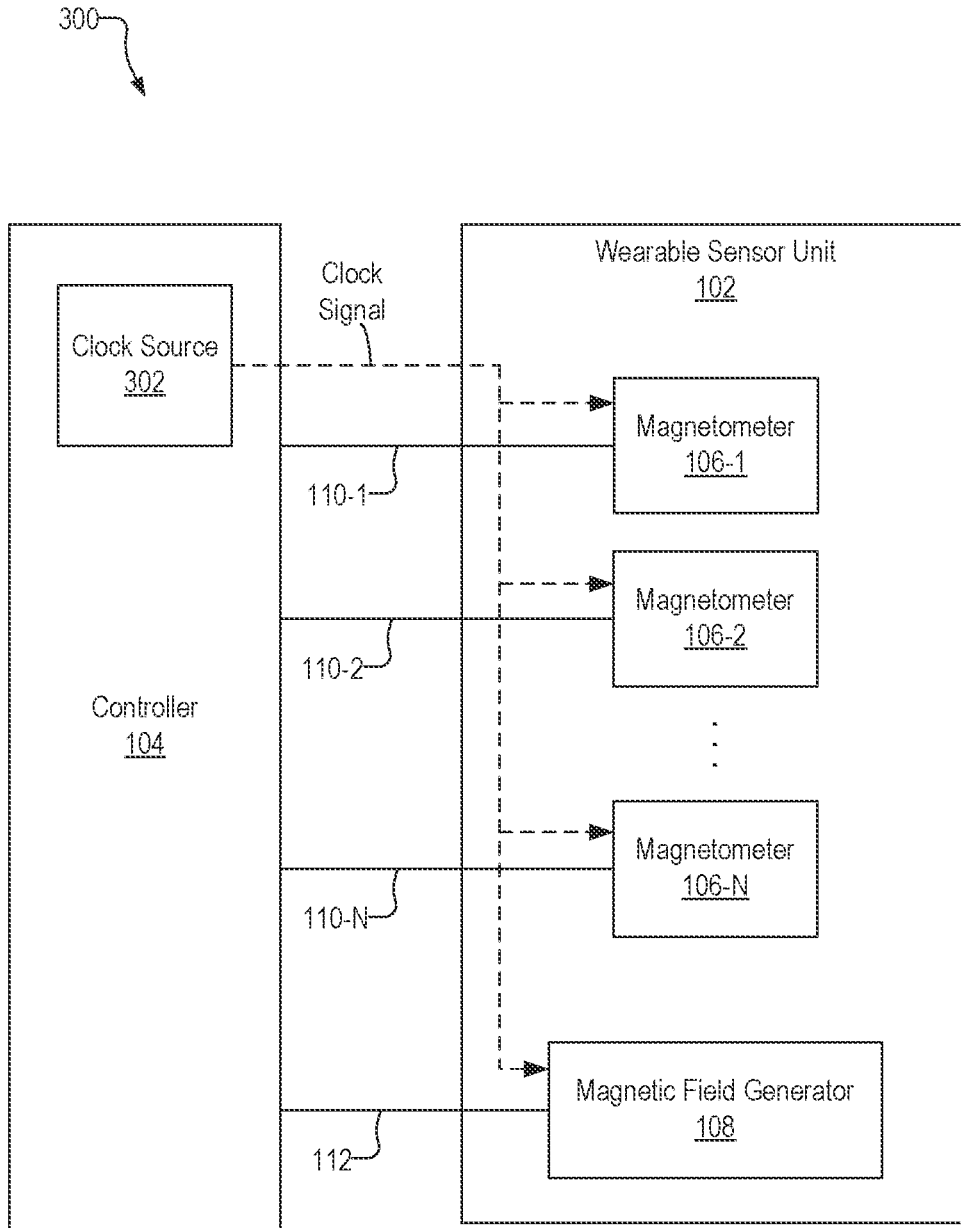 300
Wearable Sensor Unit
102
Clock
Signal
Clock Source
302
Magnetometer
106-1
110-1
Magnetometer
106-2
110-2
Controller
104
Magnetometer
106-N
110-N
Magnetic Field Generator
108
112